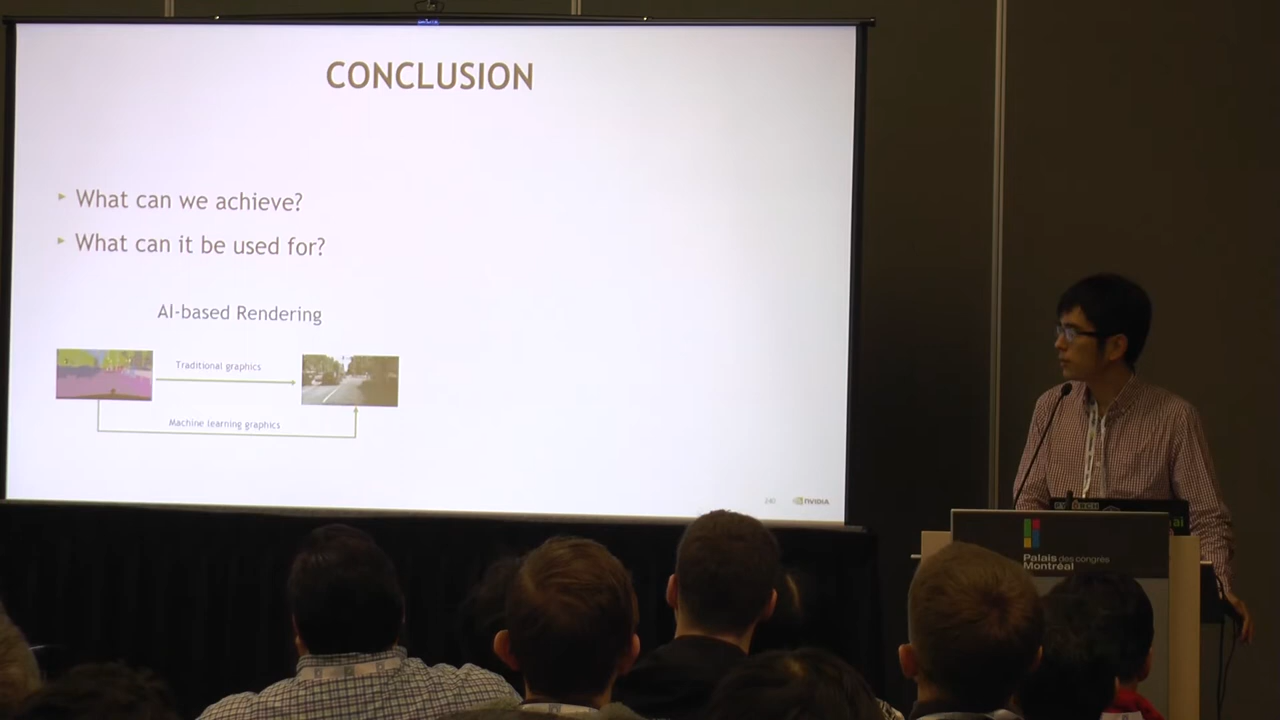 CONCLUSION
What can we achieve?
What can it be used for?
AI-based Rendering
Traditional graphics
Machine learning graphics
240
NVIDIA
Palais des congrès
Montréal